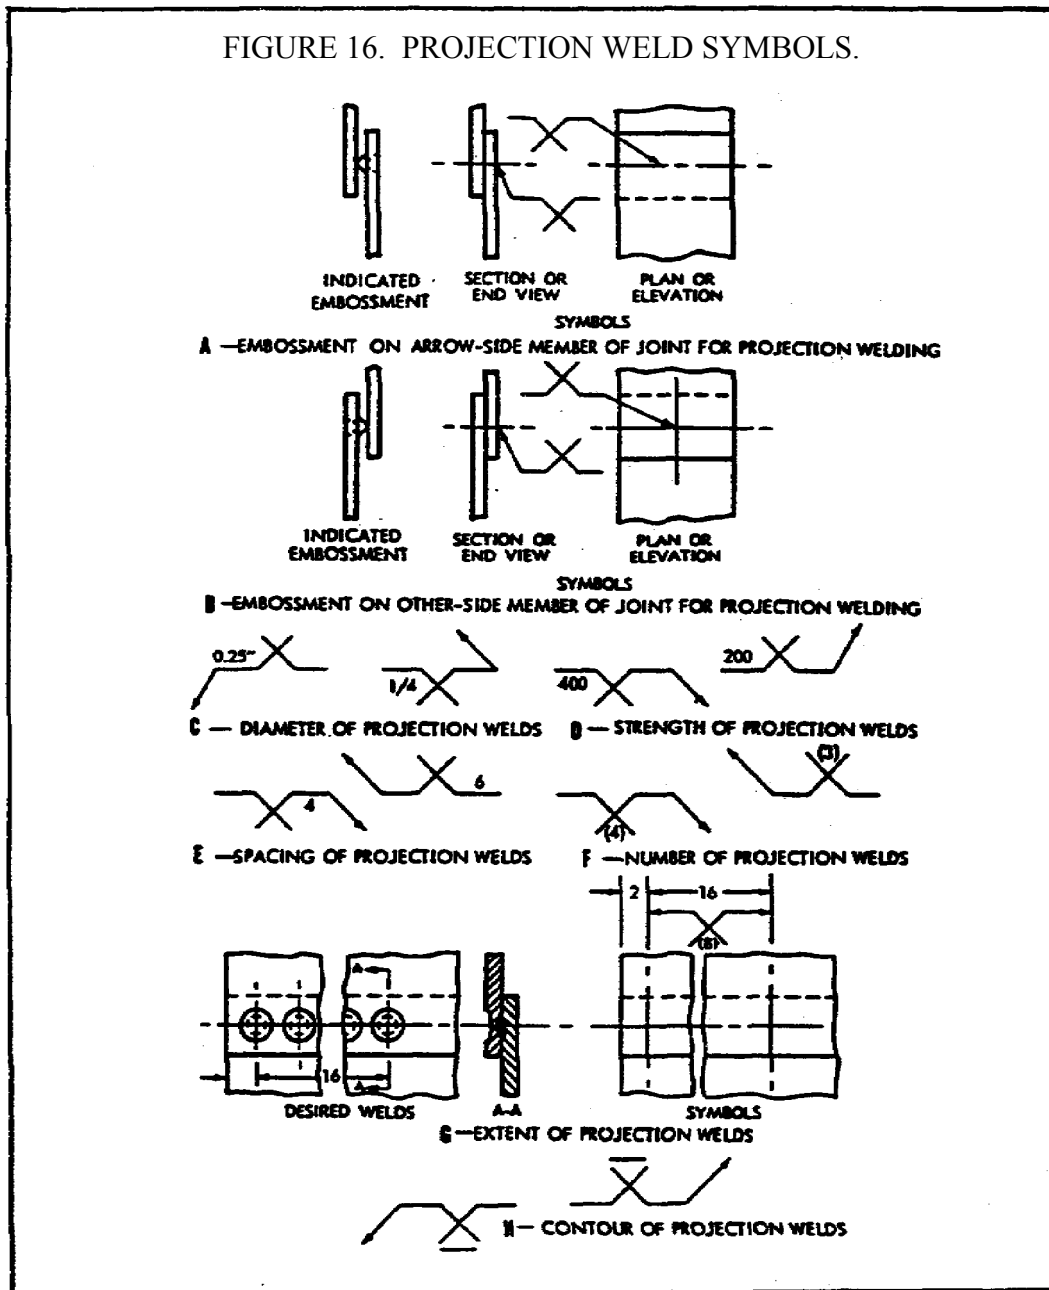 FIGURE 16. PROJECTION WELD SYMBOLS.
INDICATED EMBOSSMENT
SECTION OR END VIEW
PLAN OR ELEVATION
SYMBOLS
A — EMBOSSMENT ON ARROW-SIDE MEMBER OF JOINT FOR PROJECTION WELDING
INDICATED EMBOSSMENT
SECTION OR END VIEW
PLAN OR ELEVATION
SYMBOLS
B — EMBOSSMENT ON OTHER-SIDE MEMBER OF JOINT FOR PROJECTION WELDING
0.25"
1/4
400
200
C — DIAMETER OF PROJECTION WELDS
D — STRENGTH OF PROJECTION WELDS
4
6
(4)
(3)
E — SPACING OF PROJECTION WELDS
F — NUMBER OF PROJECTION WELDS
2
16
(8)
A
16
A
DESIRED WELDS
A-A
SYMBOLS
G — EXTENT OF PROJECTION WELDS
H — CONTOUR OF PROJECTION WELDS